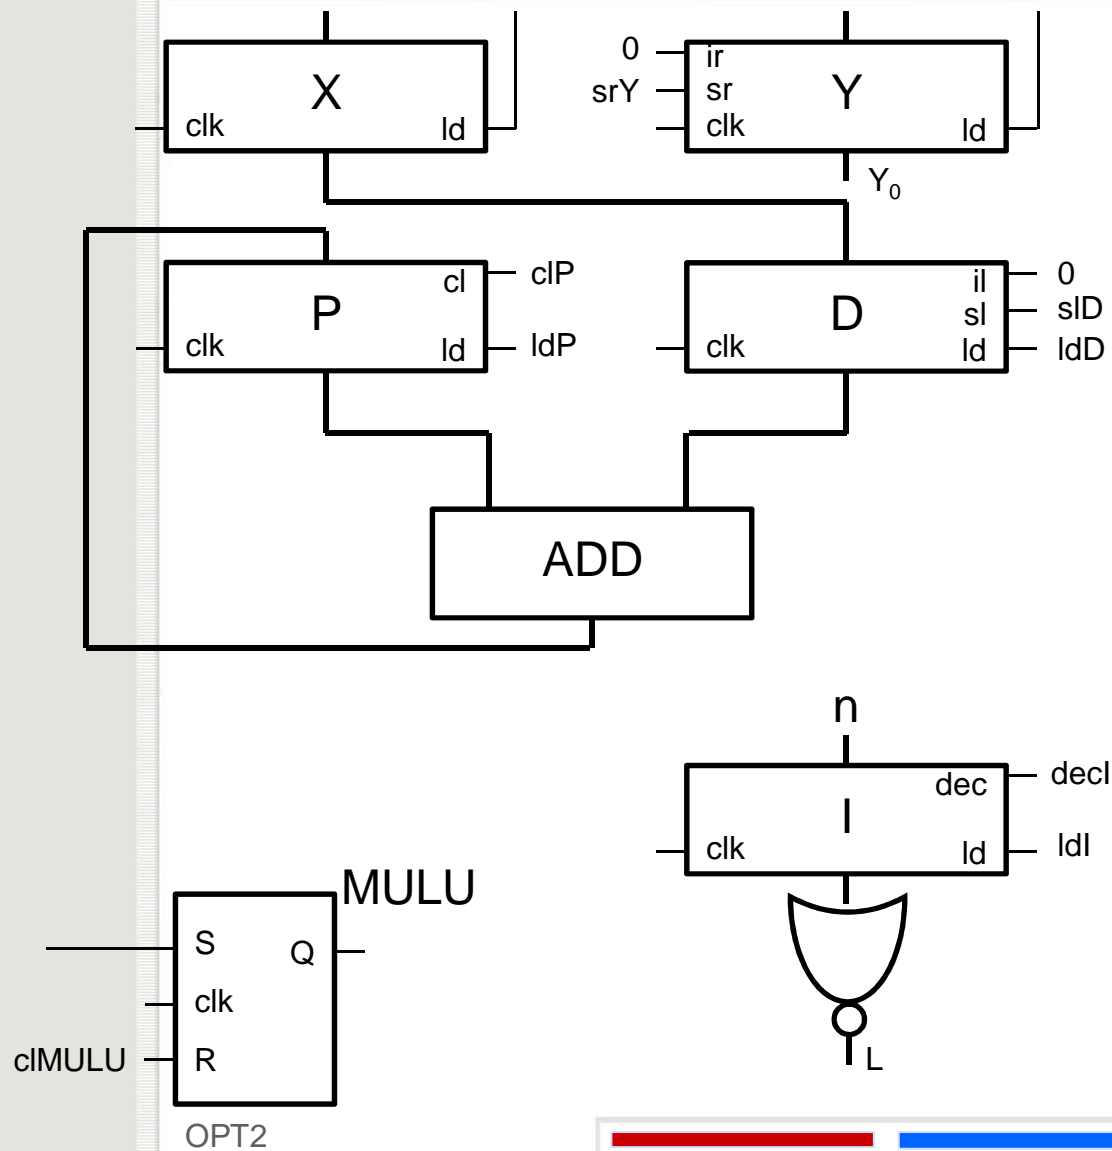 0 ir
X
srY sr Y
clk ld
clk ld
Y0
cl clP
il 0
P
D
sl slD
clk ld ldP
clk ld ldD
ADD
n
dec decI
I
clk ld ldI
MULU
S Q
clk
clMULU R
L
OPT2